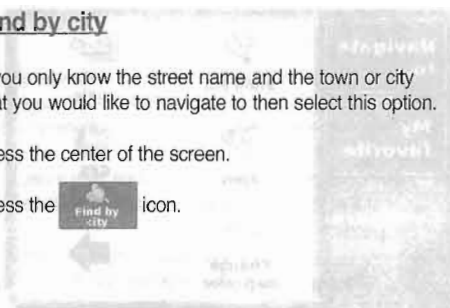 nd by city
ou only know the street name and the town or city
t you would like to navigate to then select this option.
ess the center of the screen.
ess the Find by city icon.